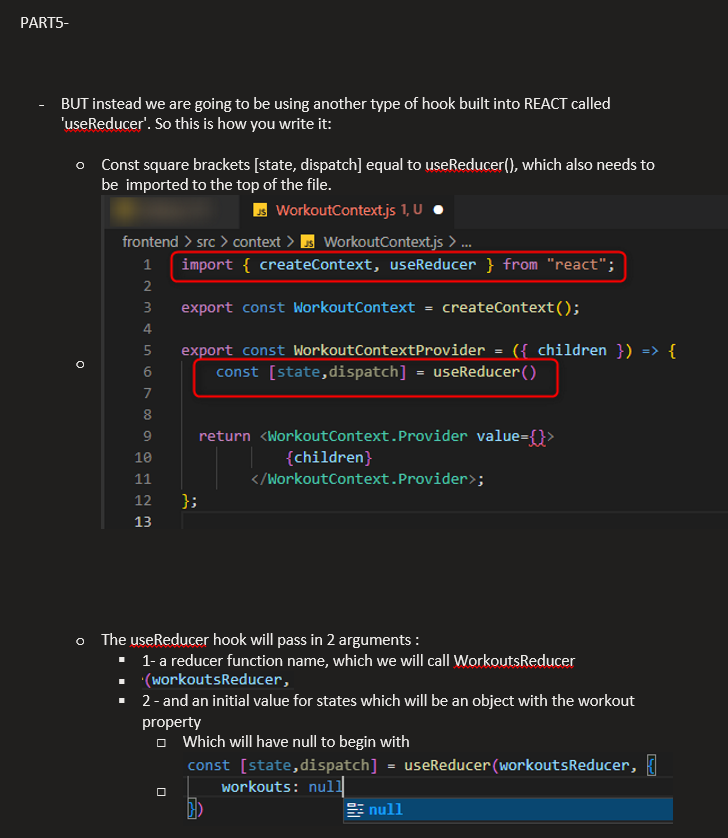 PART5-
- BUT instead we are going to be using another type of hook built into REACT called
'useReducer'. So this is how you write it:
o Const square brackets [state, dispatch] equal to useReducer(), which also needs to
be imported to the top of the file.
JS WorkoutContext.js 1, U ●
frontend > src > context > JS WorkoutContext.js > ...
1 import { createContext, useReducer } from "react";
2
3 export const WorkoutContext = createContext();
4
5 export const WorkoutContextProvider = ({ children }) => {
o
6 const [state,dispatch] = useReducer()
7
8
9 return <WorkoutContext.Provider value={}>
10 {children}
11 </WorkoutContext.Provider>;
12 };
13
o The useReducer hook will pass in 2 arguments :
▪ 1- a reducer function name, which we will call WorkoutsReducer
▪ (workoutsReducer,
▪ 2 - and an initial value for states which will be an object with the workout
property
□ Which will have null to begin with
const [state,dispatch] = useReducer(workoutsReducer, {
□ workouts: null
})
null